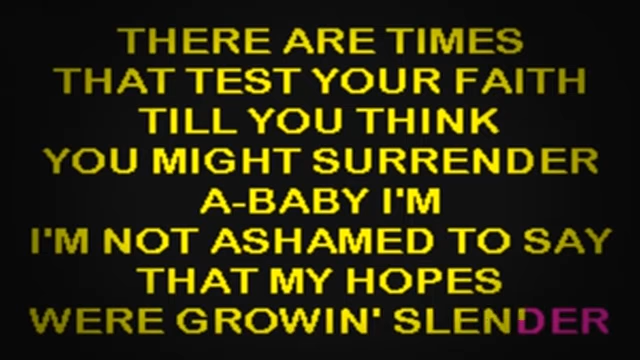 THERE ARE TIMES
THAT TEST YOUR FAITH
TILL YOU THINK
YOU MIGHT SURRENDER
A-BABY I'M
I'M NOT ASHAMED TO SAY
THAT MY HOPES
WERE GROWIN' SLENDER